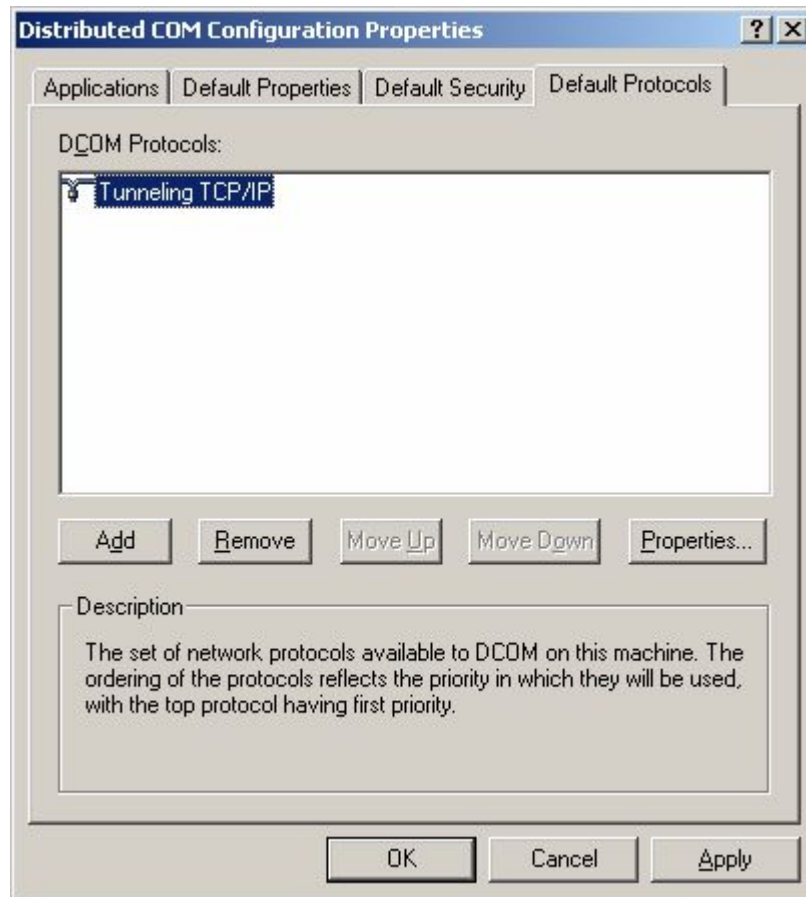 Distributed COM Configuration Properties
Applications Default Properties Default Security Default Protocols
DCOM Protocols:
Tunneling TCP/IP
Add Remove Move Up Move Down Properties...
Description
The set of network protocols available to DCOM on this machine. The
ordering of the protocols reflects the priority in which they will be used,
with the top protocol having first priority.
OK Cancel Apply